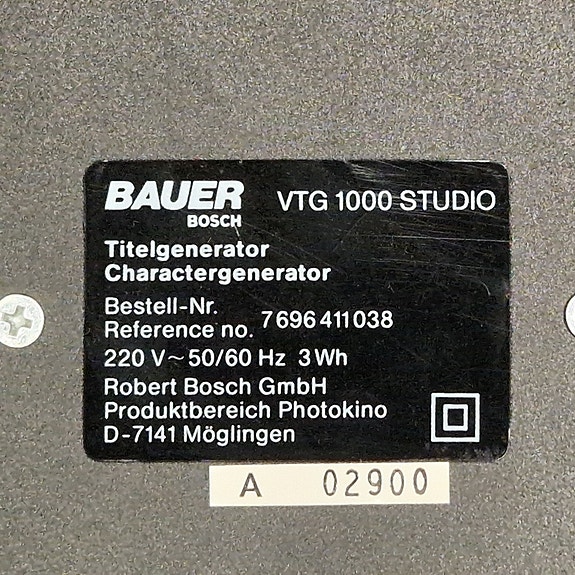 BAUER
BOSCH
VTG 1000 STUDIO
Titelgenerator
Charactergenerator
Bestell-Nr.
Reference no. 7 696 411 038
220 V~50/60 Hz 3 Wh
Robert Bosch GmbH
Produktbereich Photokino
D-7141 Möglingen
A 02900